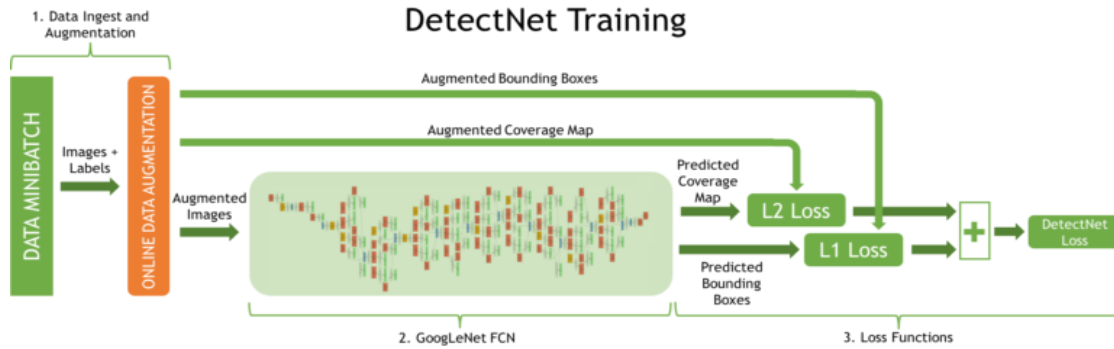 DetectNet Training
1. Data Ingest and
Augmentation
DATA MINIBATCH
Images +
Labels
ONLINE DATA AUGMENTATION
Augmented Bounding Boxes
Augmented Coverage Map
Augmented
Images
Predicted
Coverage
Map
L2 Loss
L1 Loss
Predicted
Bounding
Boxes
+
DetectNet
Loss
2. GoogLeNet FCN
3. Loss Functions